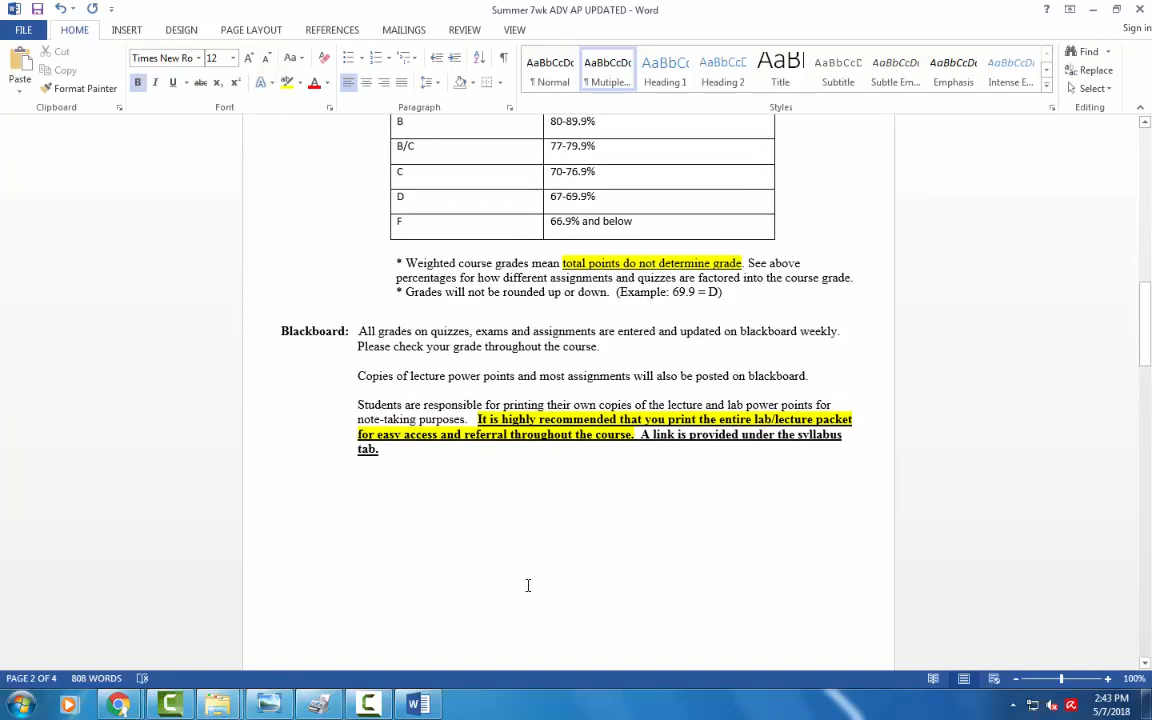 Summer 7wk ADV AP UPDATED - Word
Sign in
FILE HOME INSERT DESIGN PAGE LAYOUT REFERENCES MAILINGS REVIEW VIEW
Paste
Cut
Copy
Format Painter
Clipboard
Times New Ro 12
Aa
B I U abc x₂ x²
A
Font
Paragraph
AaBbCcDc AaBbCcDc AaBbCc AaBbCcC AaBl AaBbCcDc AaBbCcDc AaBbCcDc AaBbCcDc
¶ Normal ¶ Mutiple... Heading 1 Heading 2 Title Subtitle Subtle Em... Emphasis Intense E...
Styles
Find
Replace
Select
Editing
B 80-89.9%
B/C 77-79.9%
C 70-76.9%
D 67-69.9%
F 66.9% and below
* Weighted course grades mean total points do not determine grade. See above
percentages for how different assignments and quizzes are factored into the course grade.
* Grades will not be rounded up or down. (Example: 69.9 = D)
Blackboard: All grades on quizzes, exams and assignments are entered and updated on blackboard weekly.
Please check your grade throughout the course.
Copies of lecture power points and most assignments will also be posted on blackboard.
Students are responsible for printing their own copies of the lecture and lab power points for
note-taking purposes. It is highly recommended that you print the entire lab/lecture packet
for easy access and referral throughout the course. A link is provided under the syllabus
tab.
PAGE 2 OF 4 808 WORDS
100%
2:43 PM
5/7/2018